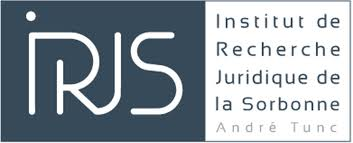 IRJS
Institut de
Recherche
Juridique de
la Sorbonne
André Tunc